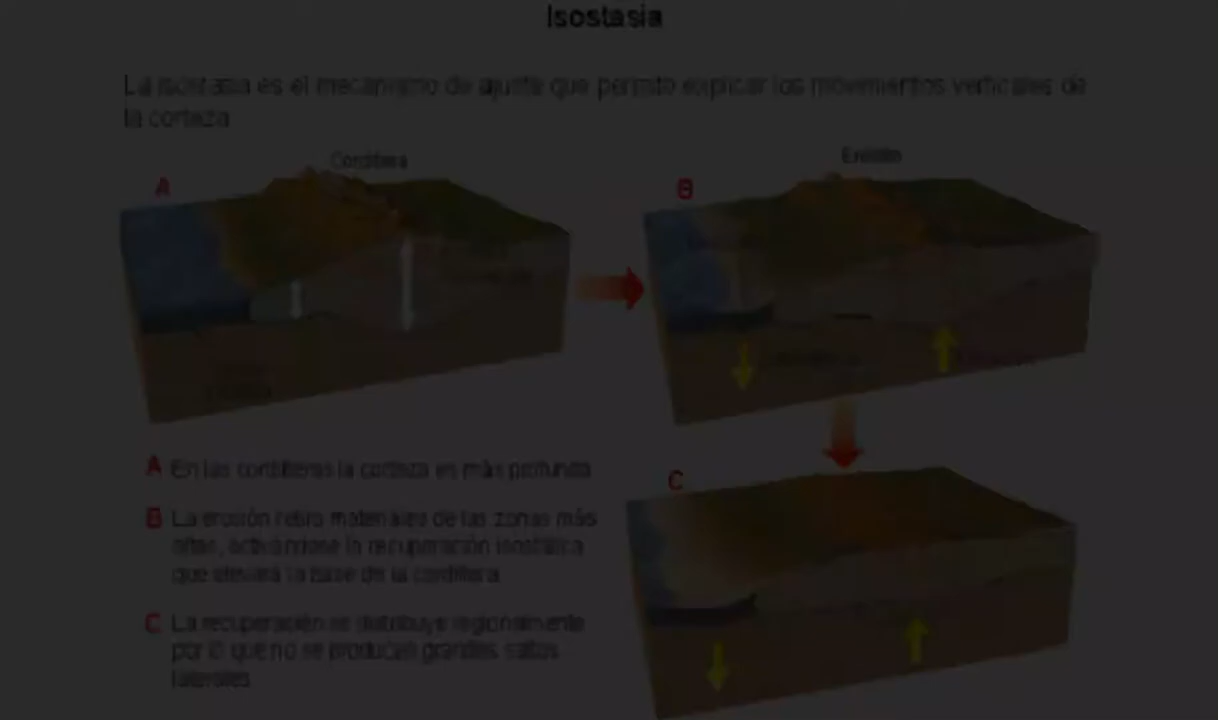 Isostasia
La isostasia es el mecanismo de ajuste que permite explicar los movimientos verticales de
la corteza
Cordillera
Erosión
A
B
A En las cordilleras la corteza es más profunda
C
B La erosión retira materiales de las zonas más
altas, activándose la recuperación isostática
que elevará la base de la cordillera
C La recuperación se distribuye regionalmente
por lo que no se producen grandes saltos
laterales